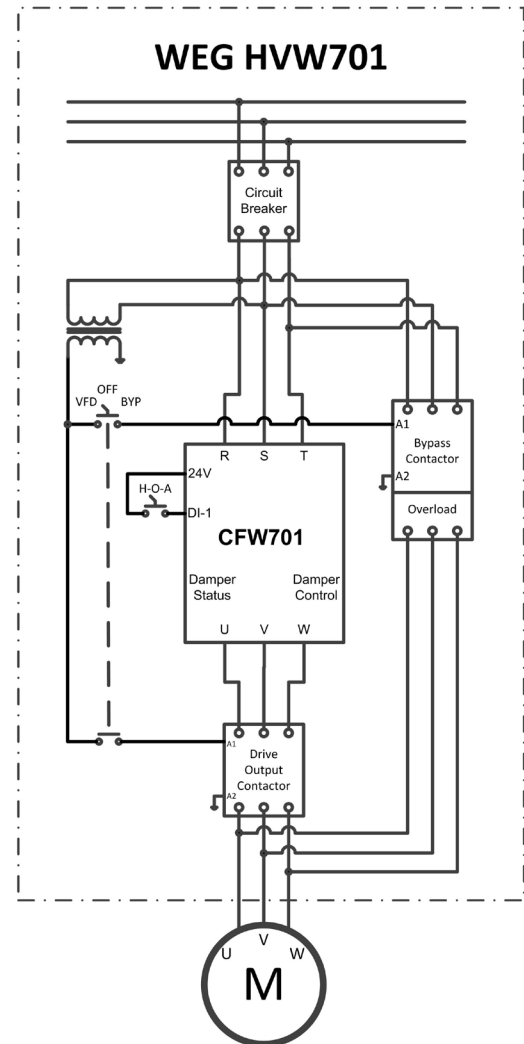 WEG HVW701
Circuit
Breaker
OFF
VFD BYP
A1
Bypass
Contactor
A2
Overload
R S T
24V
H-O-A
DI-1
CFW701
Damper
Status
Damper
Control
U V W
A1
Drive
Output
Contactor
A2
U V W
M